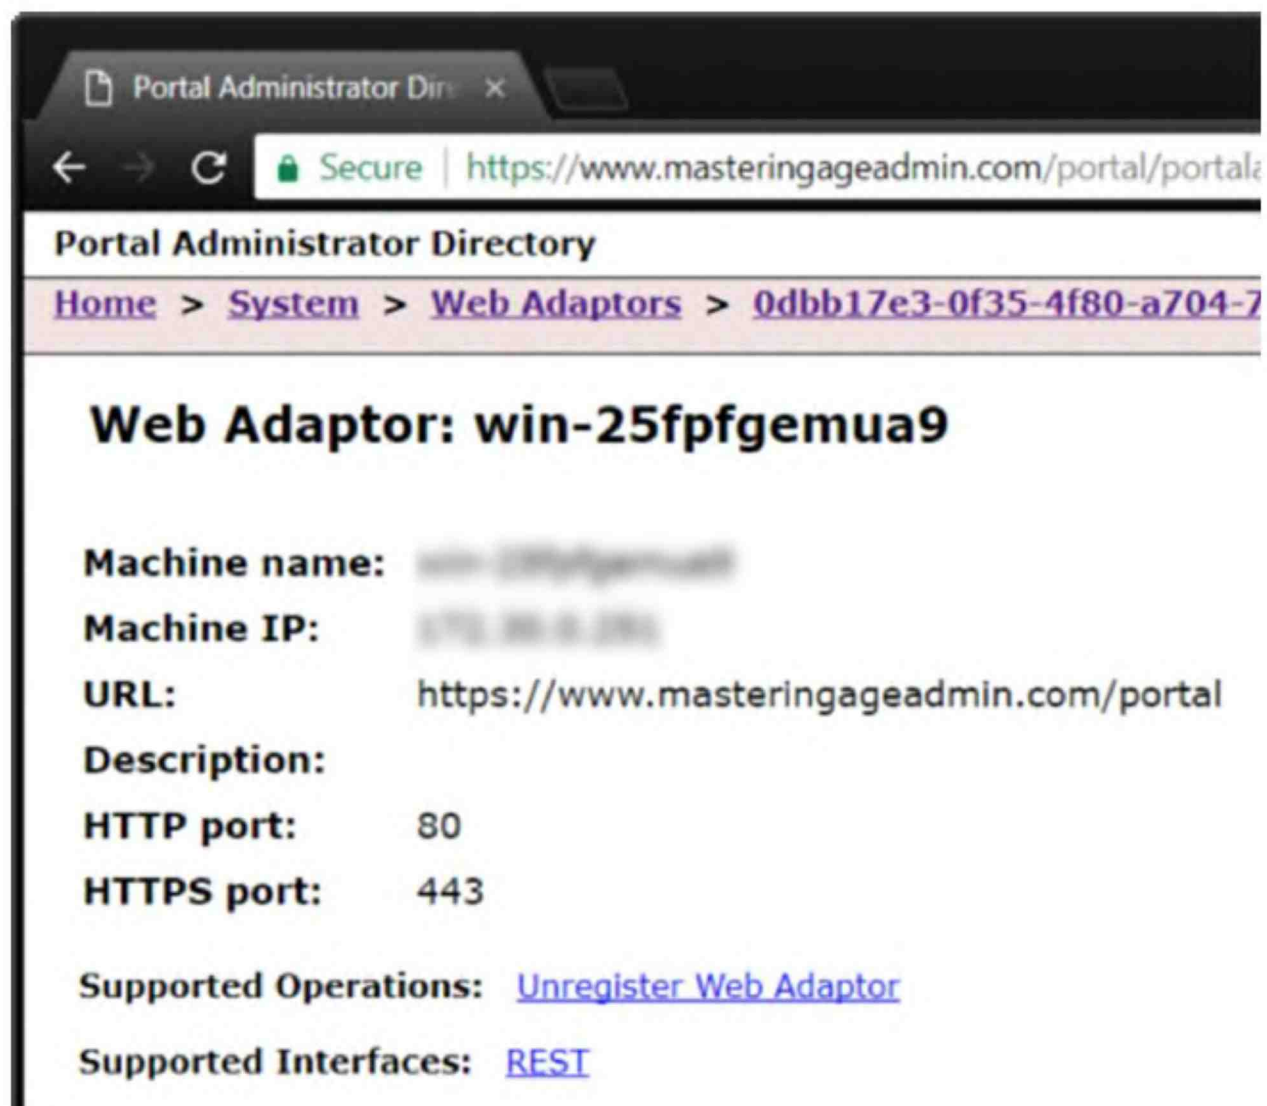 Portal Administrator Dire
Secure | https://www.masteringageadmin.com/portal/portala
Portal Administrator Directory
Home > System > Web Adaptors > 0dbb17e3-0f35-4f80-a704-7
Web Adaptor: win-25fpfgemua9
Machine name:
Machine IP:
URL: https://www.masteringageadmin.com/portal
Description:
HTTP port: 80
HTTPS port: 443
Supported Operations: Unregister Web Adaptor
Supported Interfaces: REST